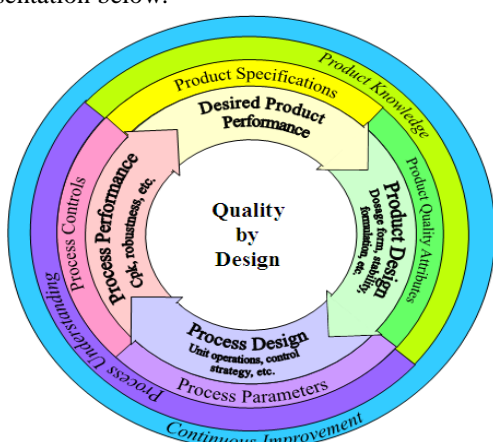 sentation below.
Product Knowledge
Product Specifications
Desired Product
Performance
Product Quality Attributes
Product Design
Dosage form, stability,
formulation, etc.
Quality
by
Design
Process Controls
Process Performance
Cpk, robustness, etc.
Process Design
Unit operations, control
strategy, etc.
Process Parameters
Process Understanding
Continuous Improvement